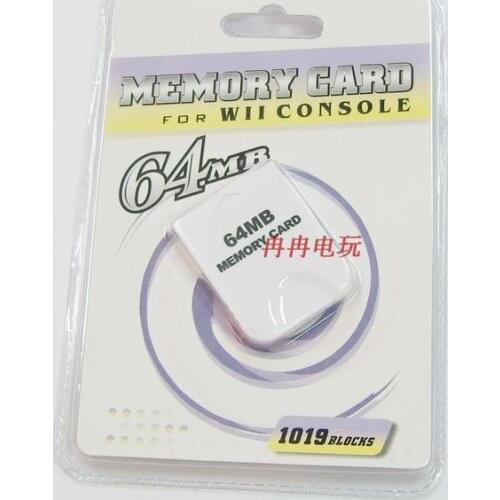 MEMORY CARD
FOR WII CONSOLE
64MB
64MB
MEMORY CARD
冉冉电玩
1019 BLOCKS